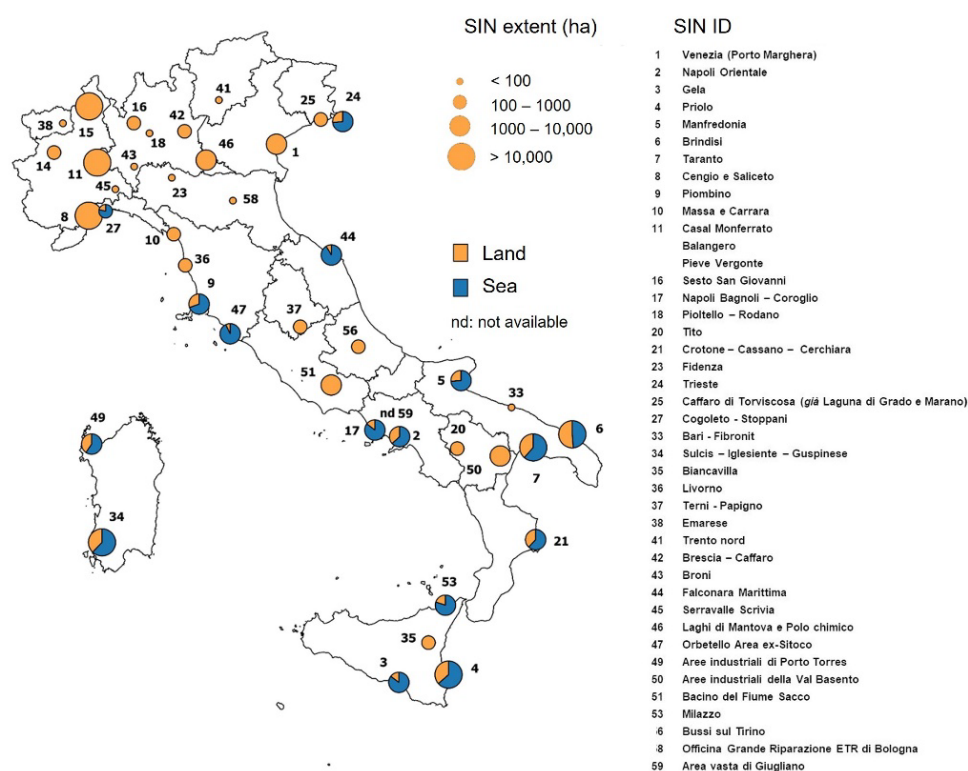 SIN extent (ha)
< 100
100 – 1000
1000 – 10,000
> 10,000
Land
Sea
nd: not available
41
25
24
16
42
38
15
18
46
1
14
11
43
23
45
58
8
27
10
44
36
9
47
37
56
51
5
33
nd 59
17
2
20
6
50
7
49
34
21
53
35
3
4
SIN ID
1 Venezia (Porto Marghera)
2 Napoli Orientale
3 Gela
4 Priolo
5 Manfredonia
6 Brindisi
7 Taranto
8 Cengio e Saliceto
9 Piombino
10 Massa e Carrara
11 Casal Monferrato
Balangero
Pieve Vergonte
16 Sesto San Giovanni
17 Napoli Bagnoli – Coroglio
18 Pioltello – Rodano
20 Tito
21 Crotone – Cassano – Cerchiara
23 Fidenza
24 Trieste
25 Caffaro di Torviscosa (già Laguna di Grado e Marano)
27 Cogoleto - Stoppani
33 Bari - Fibronit
34 Sulcis – Iglesiente – Guspinese
35 Biancavilla
36 Livorno
37 Terni - Papigno
38 Emarese
41 Trento nord
42 Brescia – Caffaro
43 Broni
44 Falconara Marittima
45 Serravalle Scrivia
46 Laghi di Mantova e Polo chimico
47 Orbetello Area ex-Sitoco
49 Aree industriali di Porto Torres
50 Aree industriali della Val Basento
51 Bacino del Fiume Sacco
53 Milazzo
6 Bussi sul Tirino
8 Officina Grande Riparazione ETR di Bologna
59 Area vasta di Giugliano